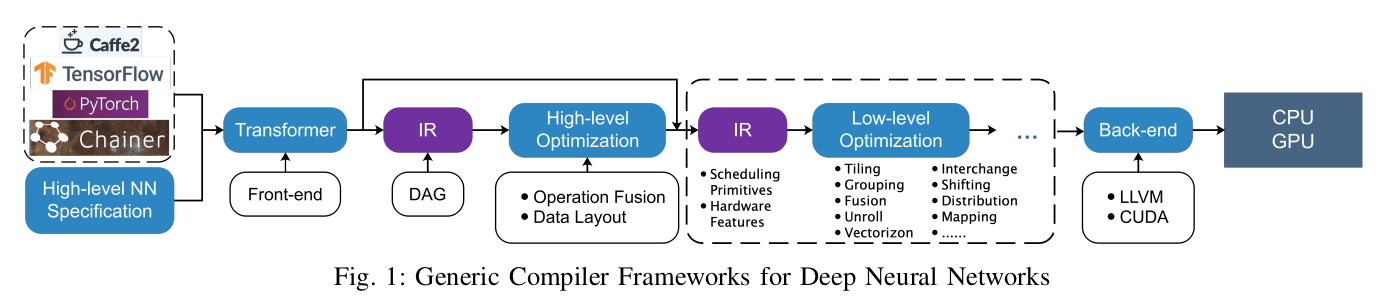 Caffe2
TensorFlow
PyTorch
Chainer
High-level NN
Specification
Transformer
Front-end
IR
DAG
High-level
Optimization
• Operation Fusion
• Data Layout
IR
• Scheduling
Primitives
• Hardware
Features
Low-level
Optimization
• Tiling
• Grouping
• Fusion
• Unroll
• Vectorizon
• Interchange
• Shifting
• Distribution
• Mapping
• ......
...
Back-end
• LLVM
• CUDA
CPU
GPU
Fig. 1: Generic Compiler Frameworks for Deep Neural Networks